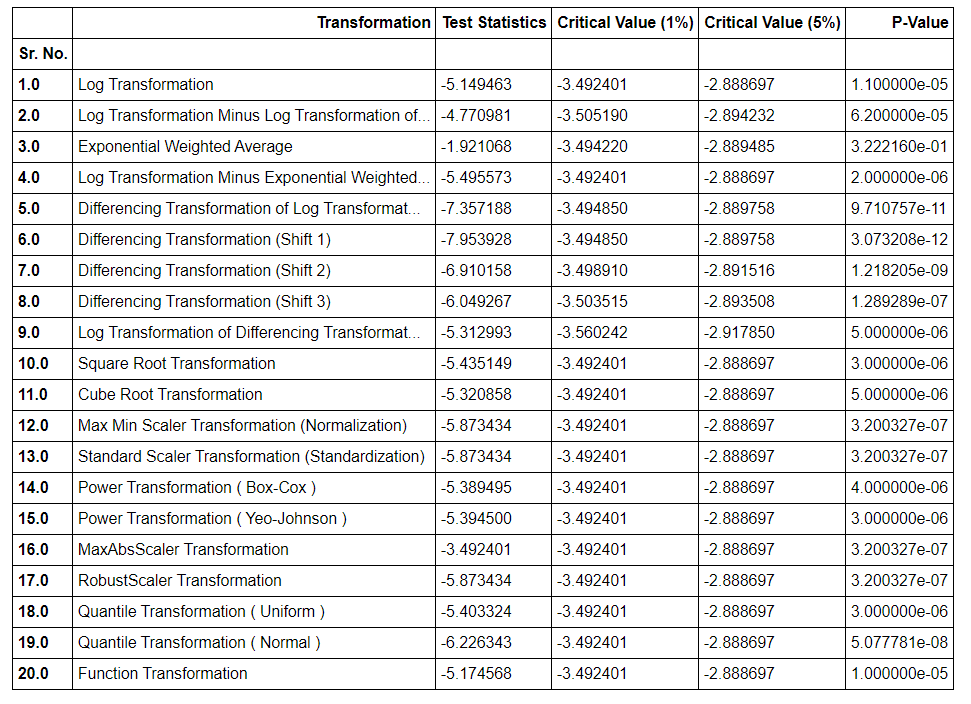 Transformation Test Statistics Critical Value (1%) Critical Value (5%) P-Value
Sr. No.
1.0 Log Transformation -5.149463 -3.492401 -2.888697 1.100000e-05
2.0 Log Transformation Minus Log Transformation of... -4.770981 -3.505190 -2.894232 6.200000e-05
3.0 Exponential Weighted Average -1.921068 -3.494220 -2.889485 3.222160e-01
4.0 Log Transformation Minus Exponential Weighted... -5.495573 -3.492401 -2.888697 2.000000e-06
5.0 Differencing Transformation of Log Transformat... -7.357188 -3.494850 -2.889758 9.710757e-11
6.0 Differencing Transformation (Shift 1) -7.953928 -3.494850 -2.889758 3.073208e-12
7.0 Differencing Transformation (Shift 2) -6.910158 -3.498910 -2.891516 1.218205e-09
8.0 Differencing Transformation (Shift 3) -6.049267 -3.503515 -2.893508 1.289289e-07
9.0 Log Transformation of Differencing Transformat... -5.312993 -3.560242 -2.917850 5.000000e-06
10.0 Square Root Transformation -5.435149 -3.492401 -2.888697 3.000000e-06
11.0 Cube Root Transformation -5.320858 -3.492401 -2.888697 5.000000e-06
12.0 Max Min Scaler Transformation (Normalization) -5.873434 -3.492401 -2.888697 3.200327e-07
13.0 Standard Scaler Transformation (Standardization) -5.873434 -3.492401 -2.888697 3.200327e-07
14.0 Power Transformation ( Box-Cox ) -5.389495 -3.492401 -2.888697 4.000000e-06
15.0 Power Transformation ( Yeo-Johnson ) -5.394500 -3.492401 -2.888697 3.000000e-06
16.0 MaxAbsScaler Transformation -3.492401 -3.492401 -2.888697 3.200327e-07
17.0 RobustScaler Transformation -5.873434 -3.492401 -2.888697 3.200327e-07
18.0 Quantile Transformation ( Uniform ) -5.403324 -3.492401 -2.888697 3.000000e-06
19.0 Quantile Transformation ( Normal ) -6.226343 -3.492401 -2.888697 5.077781e-08
20.0 Function Transformation -5.174568 -3.492401 -2.888697 1.000000e-05